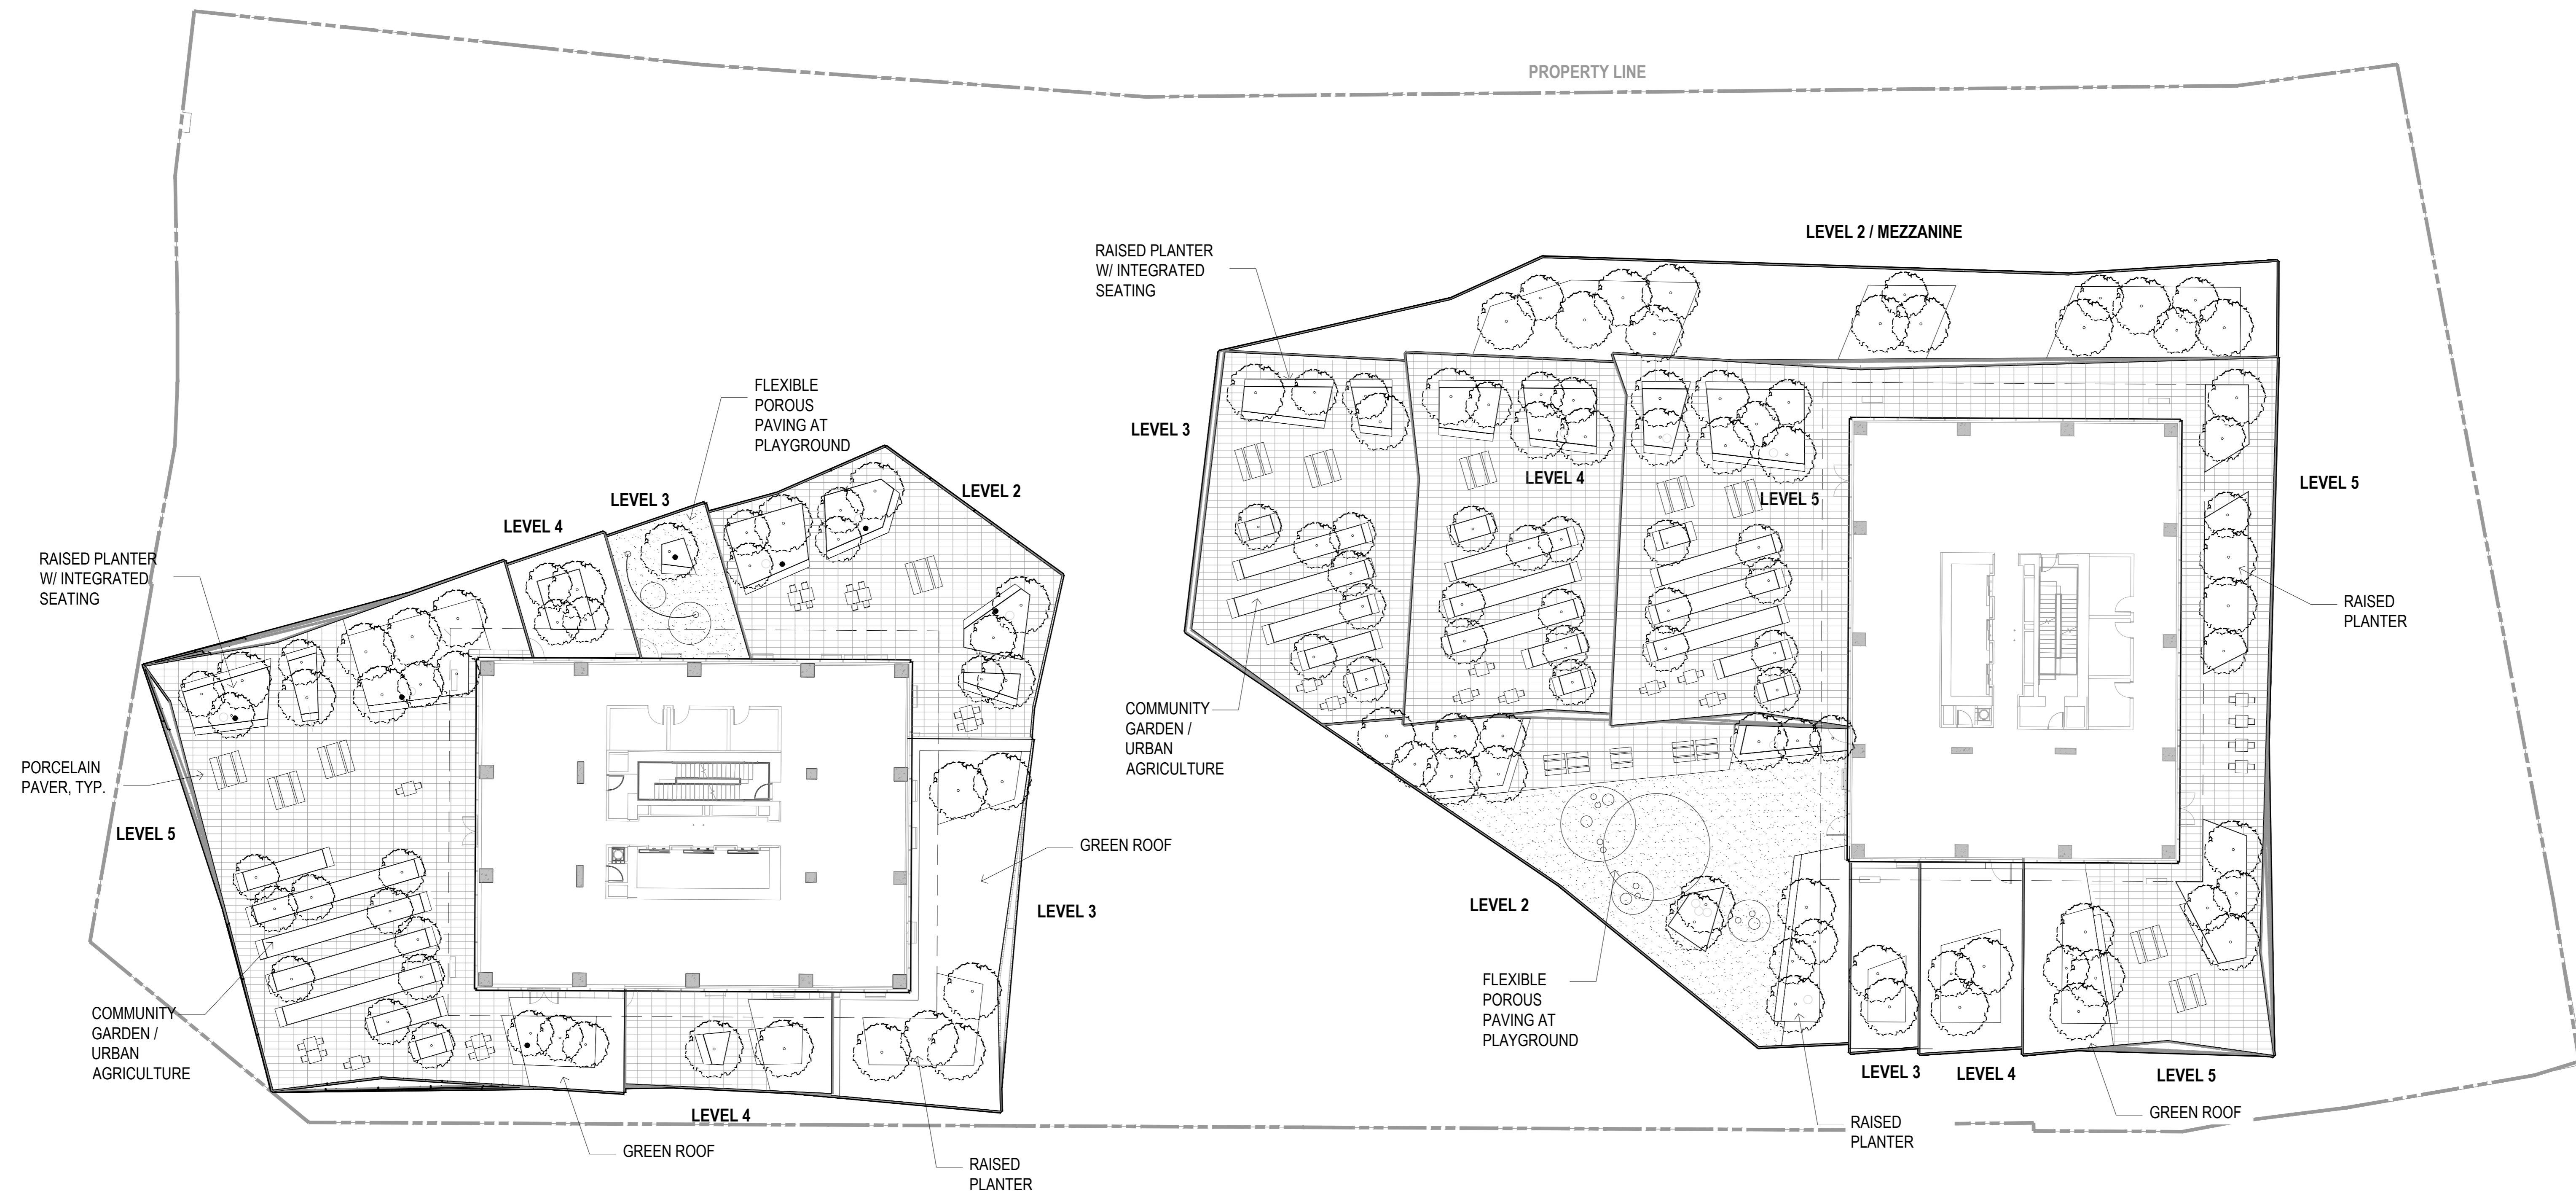 PROPERTY LINE
LEVEL 2 / MEZZANINE
RAISED PLANTER
W/ INTEGRATED
SEATING
LEVEL 3
LEVEL 4
LEVEL 5
LEVEL 5
RAISED
PLANTER
FLEXIBLE
POROUS
PAVING AT
PLAYGROUND
LEVEL 2
LEVEL 3
LEVEL 4
RAISED PLANTER
W/ INTEGRATED
SEATING
PORCELAIN
PAVER, TYP.
LEVEL 5
COMMUNITY
GARDEN /
URBAN
AGRICULTURE
GREEN ROOF
LEVEL 3
LEVEL 4
GREEN ROOF
RAISED
PLANTER
COMMUNITY
GARDEN /
URBAN
AGRICULTURE
LEVEL 2
FLEXIBLE
POROUS
PAVING AT
PLAYGROUND
LEVEL 3
LEVEL 4
LEVEL 5
RAISED
PLANTER
GREEN ROOF